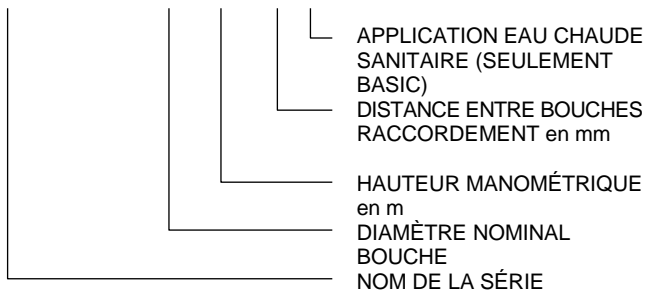 APPLICATION EAU CHAUDE
SANITAIRE (SEULEMENT
BASIC)
DISTANCE ENTRE BOUCHES
RACCORDEMENT en mm
HAUTEUR MANOMÉTRIQUE
en m
DIAMÈTRE NOMINAL
BOUCHE
NOM DE LA SÉRIE